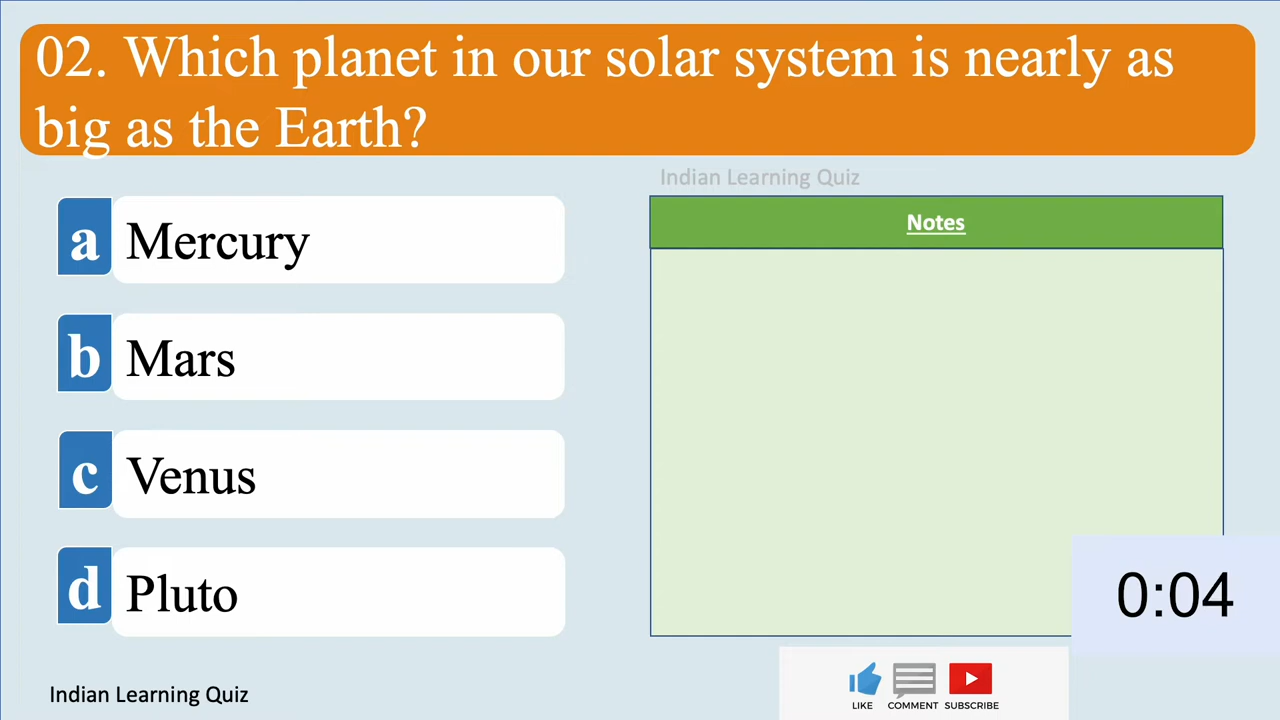 02. Which planet in our solar system is nearly as
big as the Earth?
Indian Learning Quiz
Notes
a Mercury
b Mars
c Venus
d Pluto
0:04
LIKE COMMENT SUBSCRIBE
Indian Learning Quiz